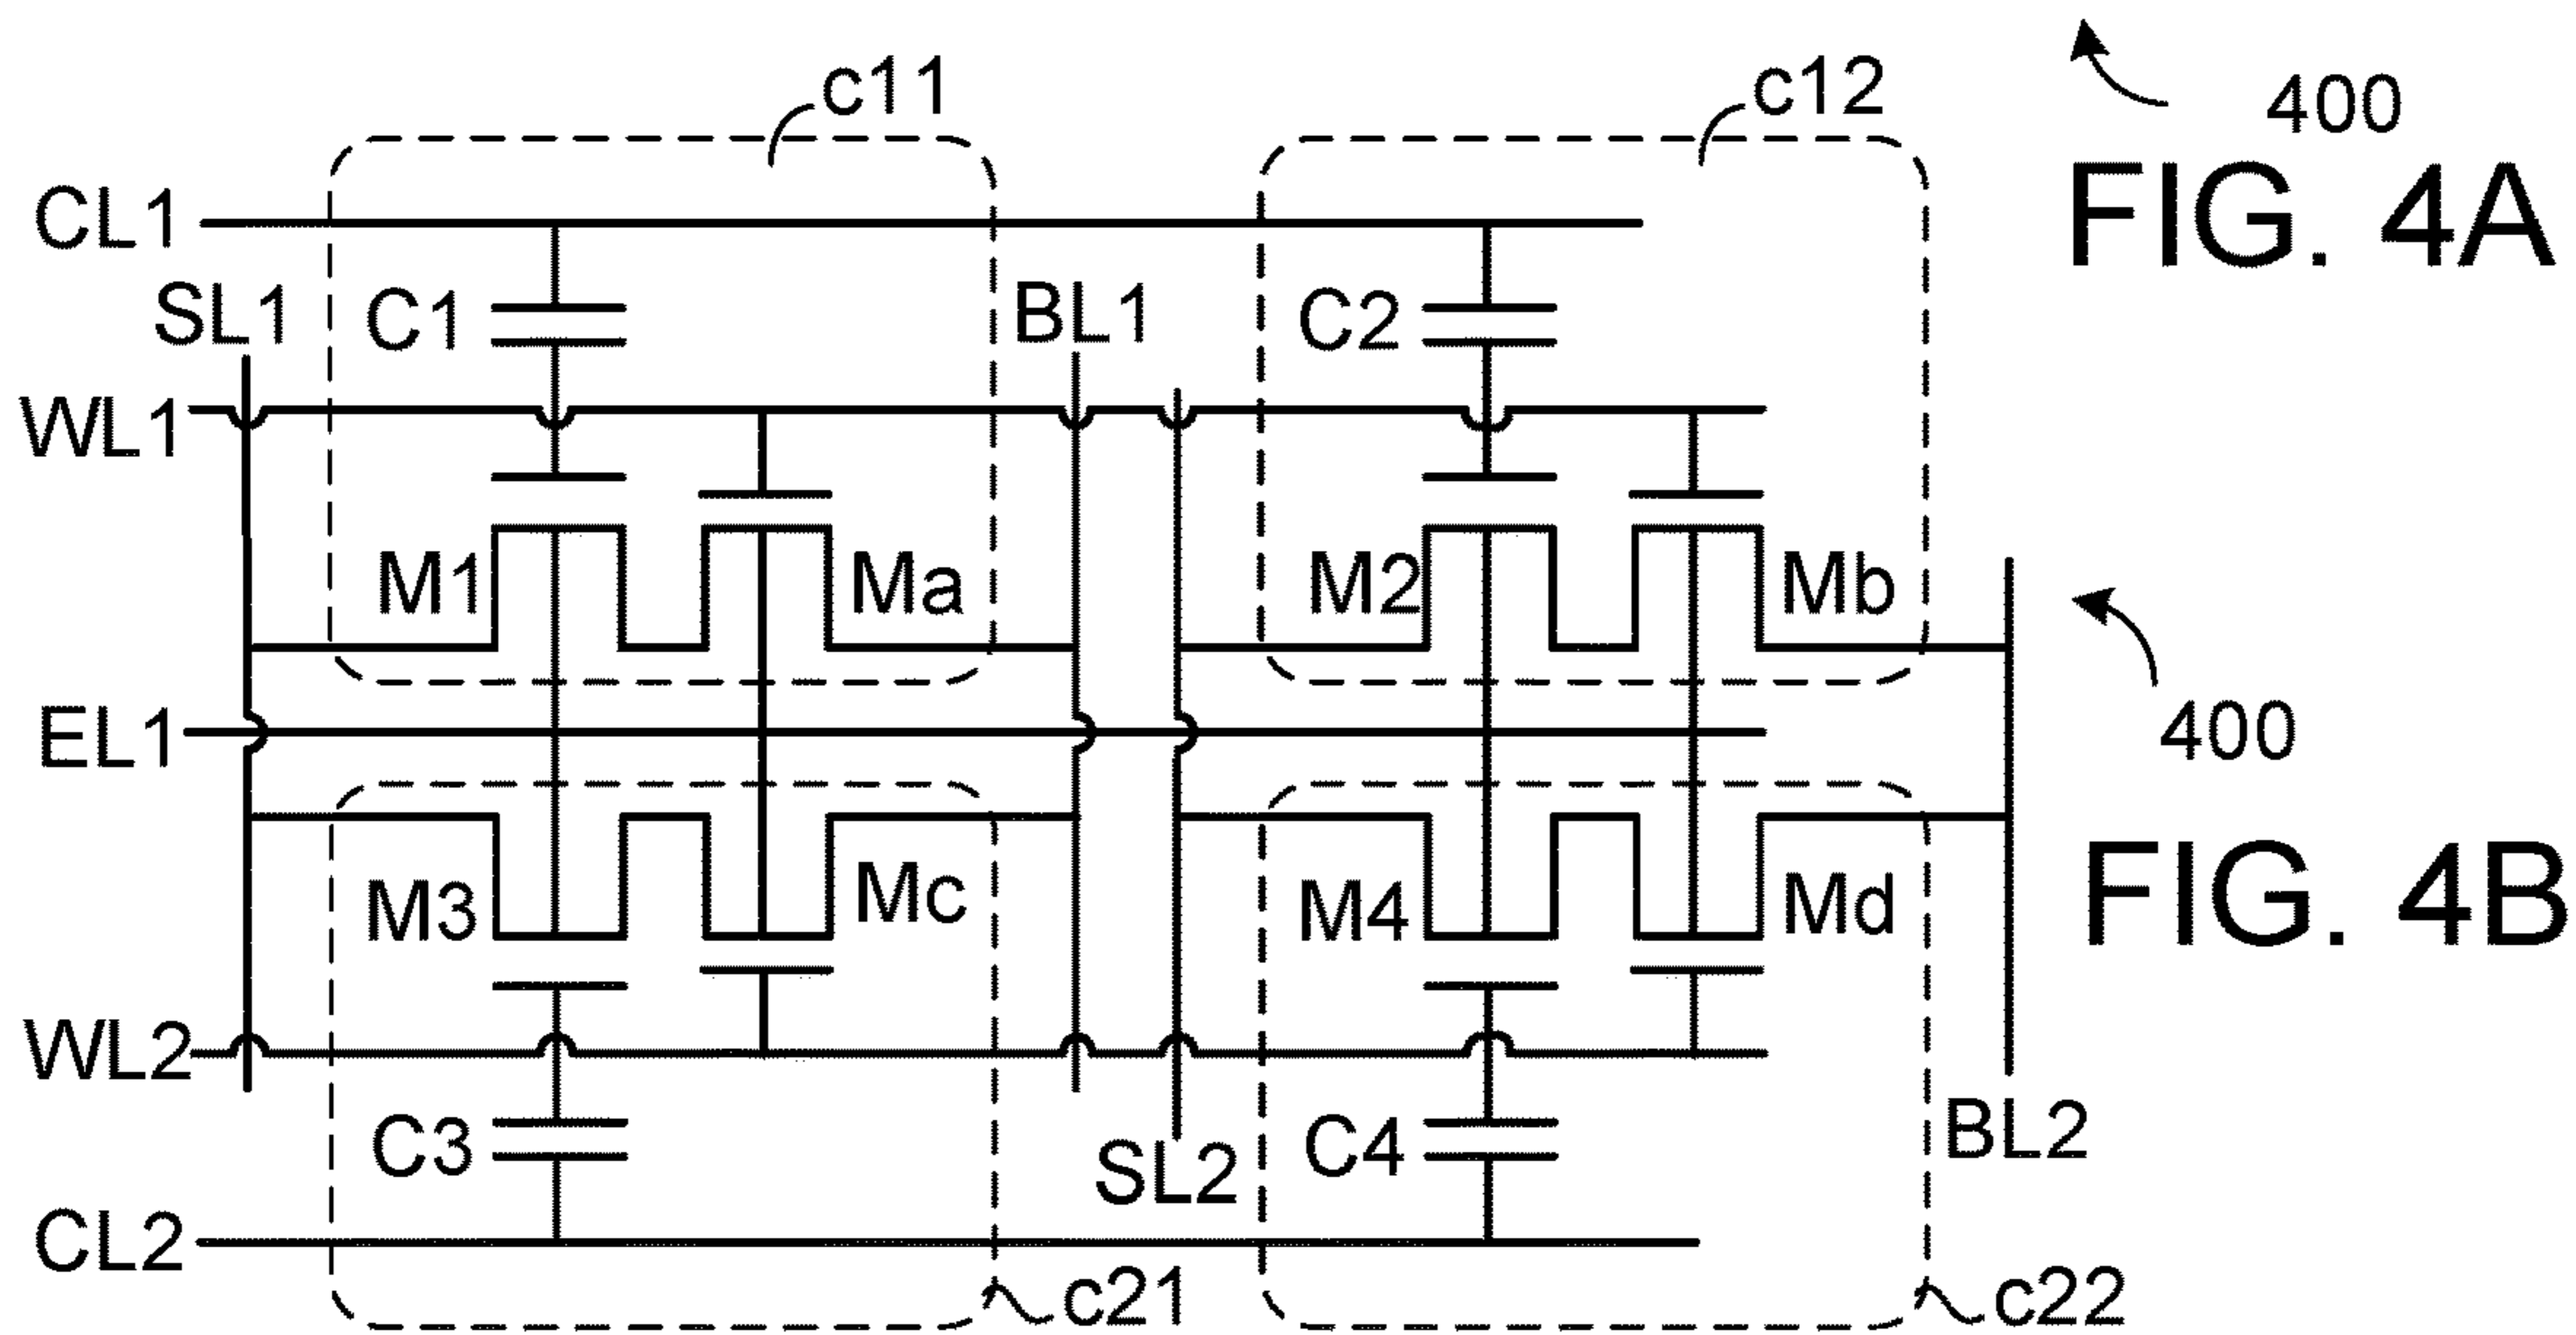 c11
c12
400
FIG. 4A
CL1
SL1
C1
BL1
C2
WL1
M1
Ma
M2
Mb
EL1
400
FIG. 4B
M3
Mc
M4
Md
WL2
C3
SL2
C4
BL2
CL2
c21
c22